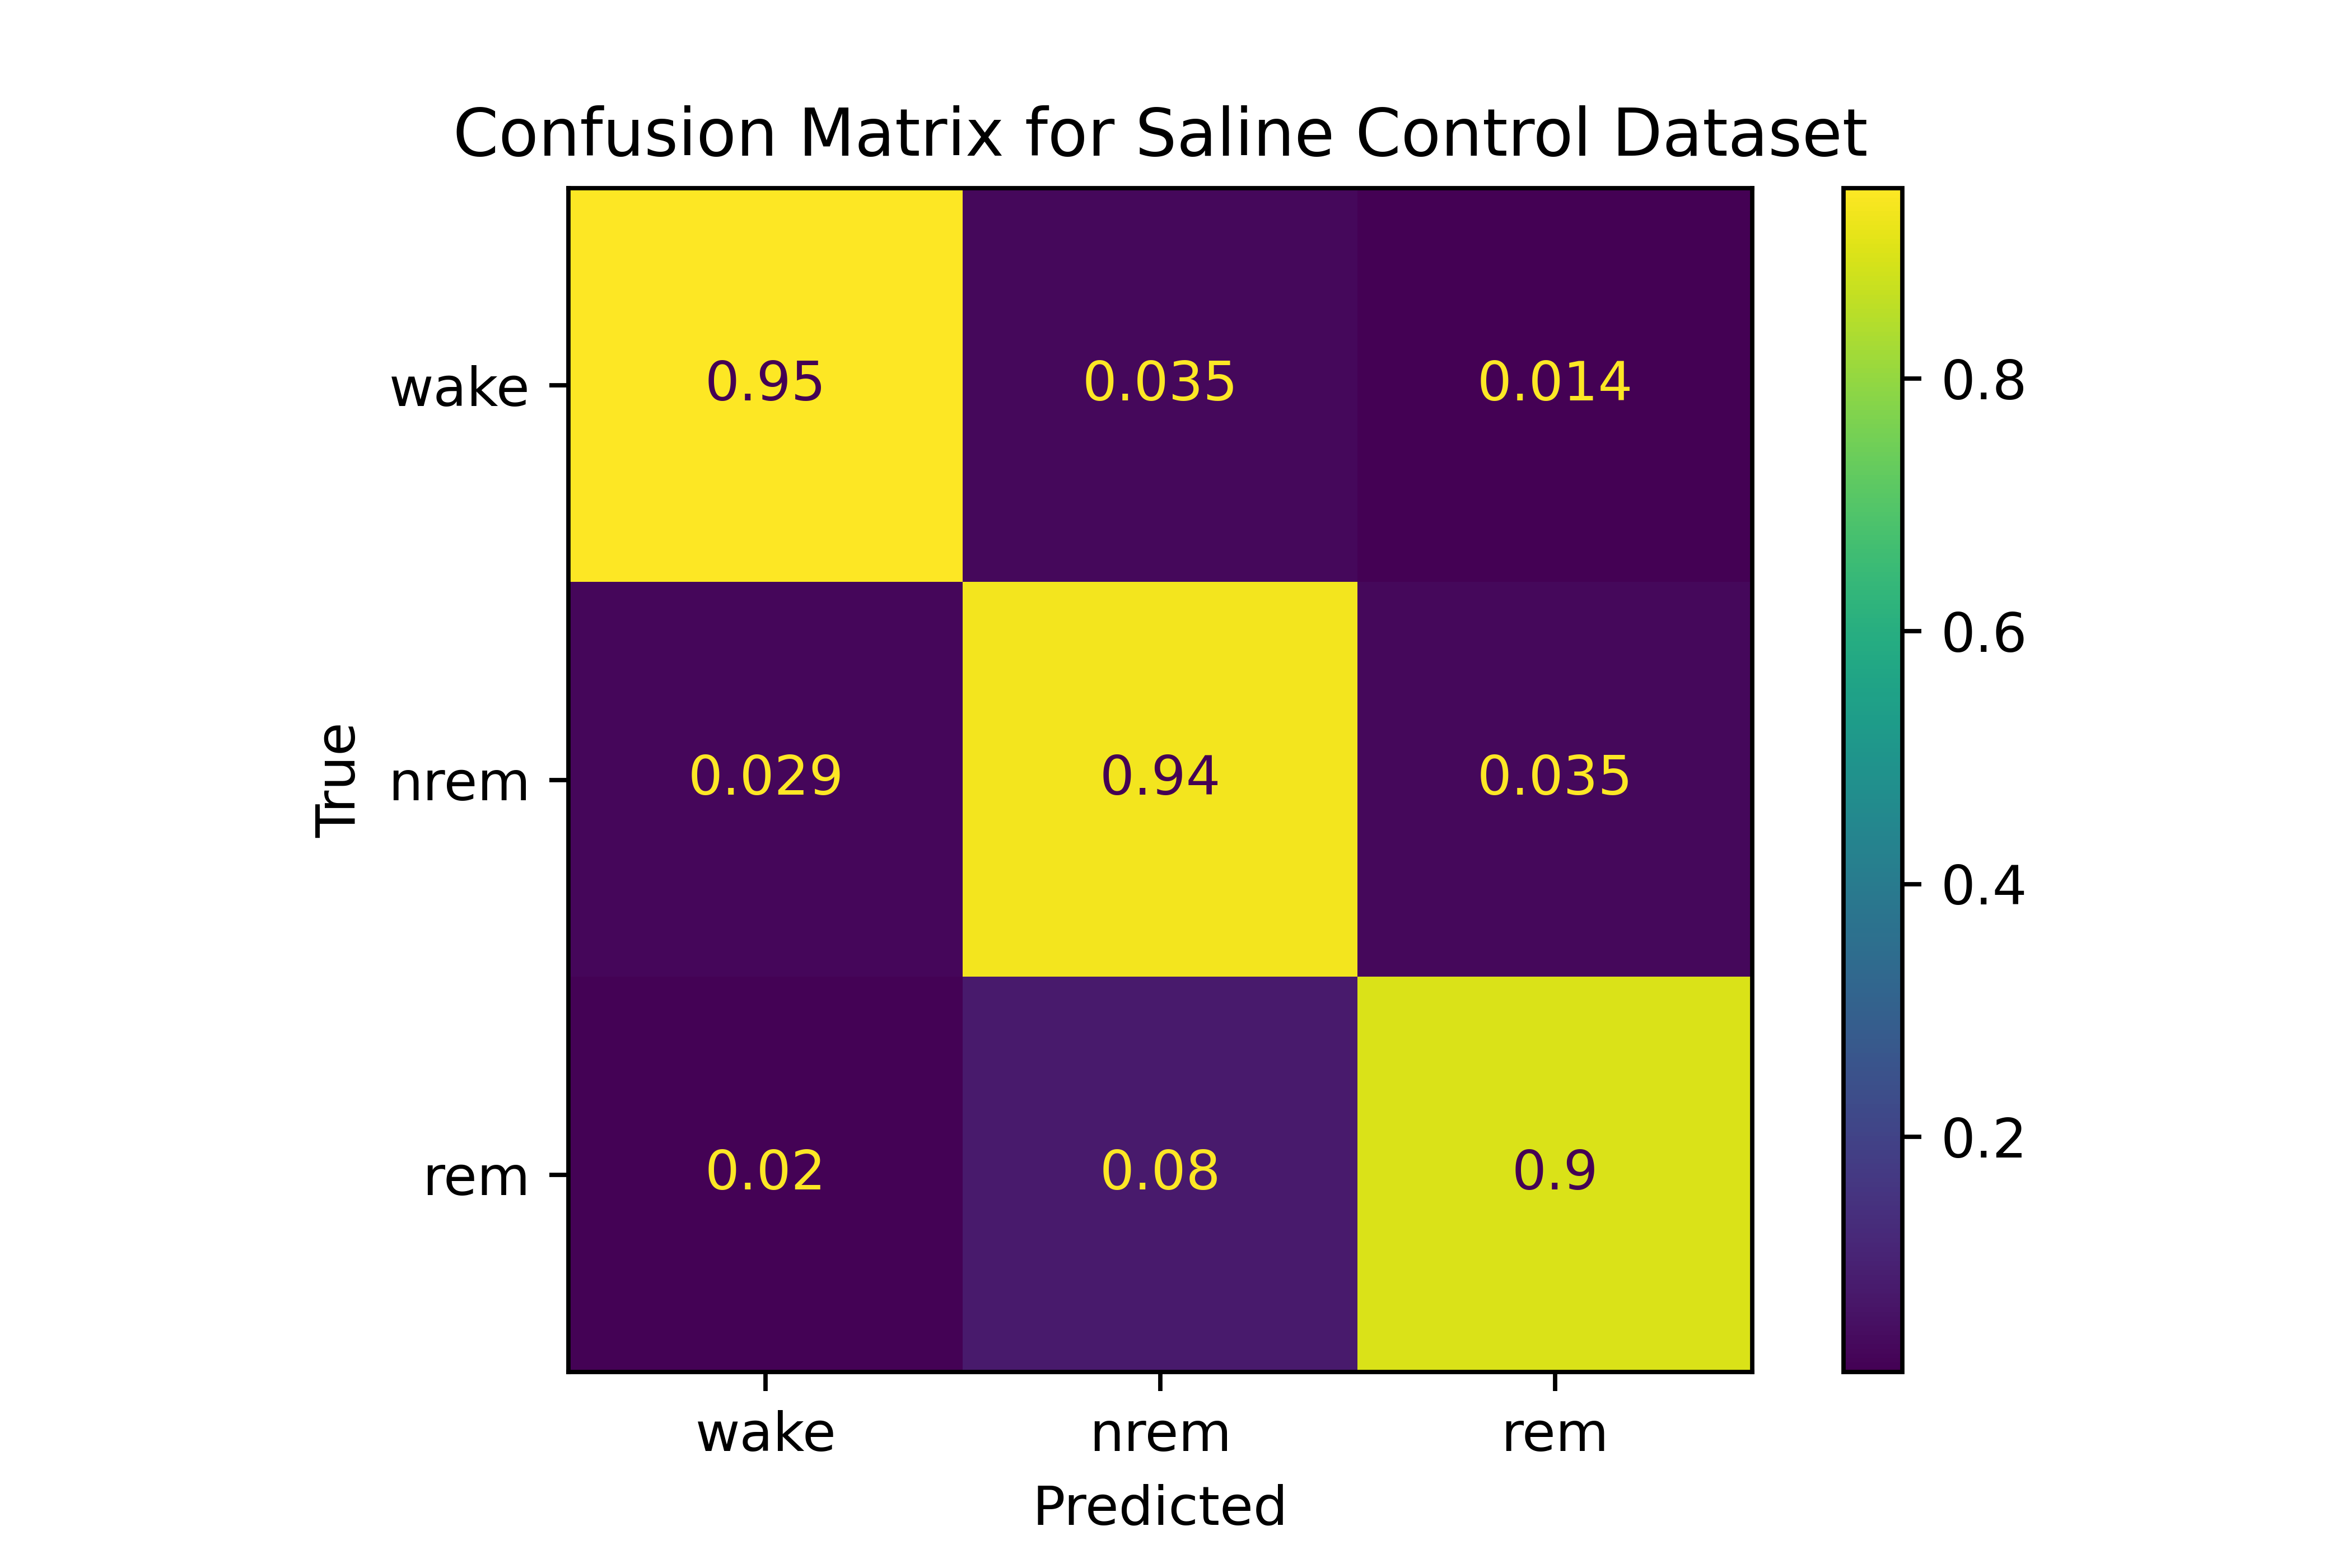 Confusion Matrix for Saline Control Dataset
wake 0.95 0.035 0.014
nrem 0.029 0.94 0.035
rem 0.02 0.08 0.9
wake nrem rem
Predicted
True
0.8
0.6
0.4
0.2